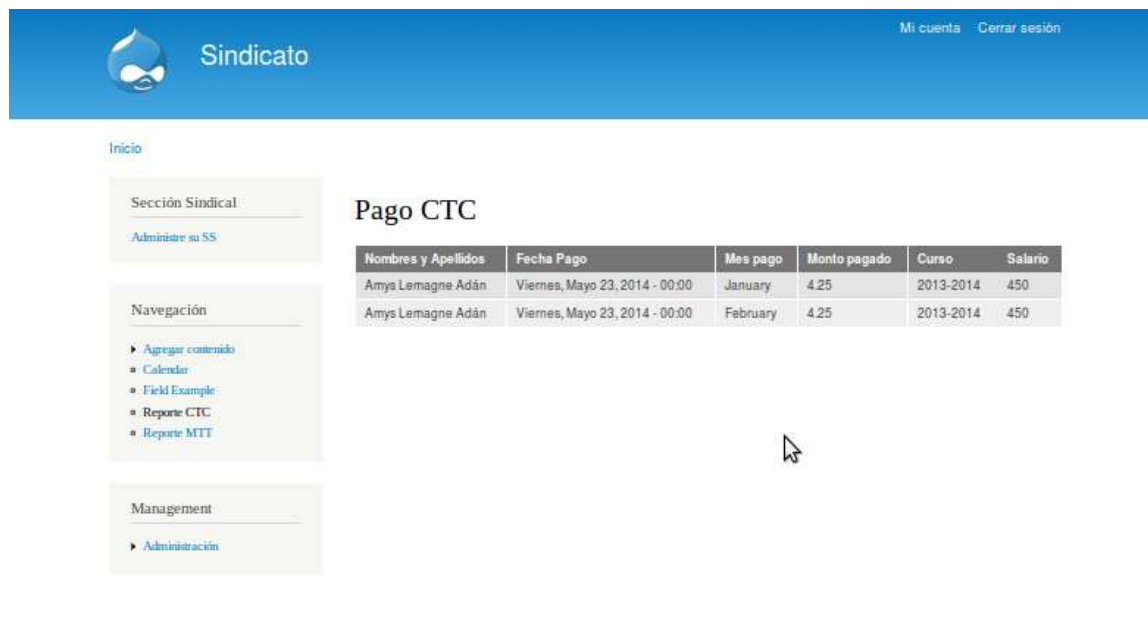 Mi cuenta Cerrar sesión
Sindicato
Inicio
Sección Sindical
Administre su SS
Navegación
Agregar contenido
Calendar
Field Example
Reporte CTC
Reporte MTT
Management
Administración
Pago CTC
Nombres y Apellidos Fecha Pago Mes pago Monto pagado Curso Salario
Amys Lemagne Adán Viernes, Mayo 23, 2014 - 00:00 January 4.25 2013-2014 450
Amys Lemagne Adán Viernes, Mayo 23, 2014 - 00:00 February 4.25 2013-2014 450